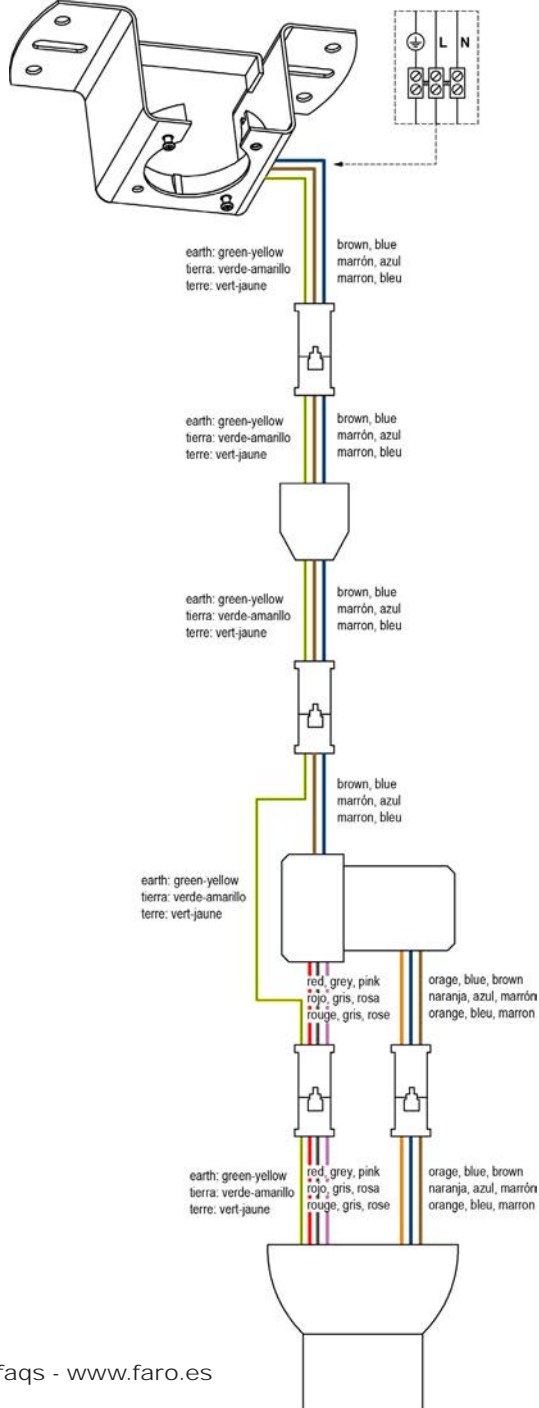 L N
earth: green-yellow
tierra: verde-amarillo
terre: vert-jaune
brown, blue
marrón, azul
marron, bleu
earth: green-yellow
tierra: verde-amarillo
terre: vert-jaune
brown, blue
marrón, azul
marron, bleu
earth: green-yellow
tierra: verde-amarillo
terre: vert-jaune
brown, blue
marrón, azul
marron, bleu
brown, blue
marrón, azul
marron, bleu
earth: green-yellow
tierra: verde-amarillo
terre: vert-jaune
red, grey, pink
rojo, gris, rosa
rouge, gris, rose
orage, blue, brown
naranja, azul, marrón
orange, bleu, marron
earth: green-yellow
tierra: verde-amarillo
terre: vert-jaune
red, grey, pink
rojo, gris, rosa
rouge, gris, rose
orage, blue, brown
naranja, azul, marrón
orange, bleu, marron
faqs - www.faro.es